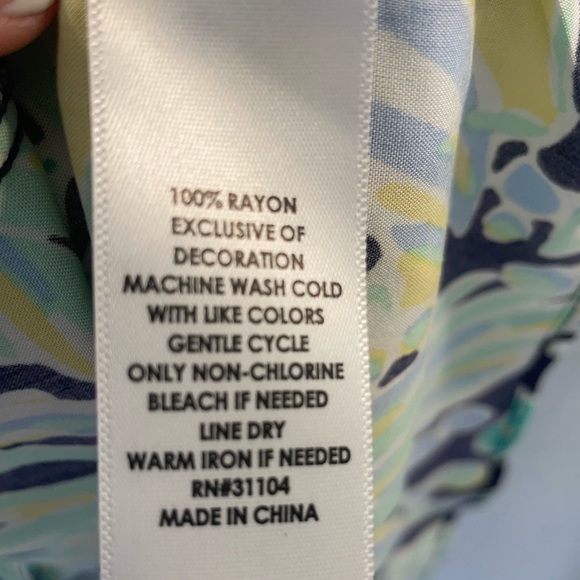 100% RAYON
EXCLUSIVE OF
DECORATION
MACHINE WASH COLD
WITH LIKE COLORS
GENTLE CYCLE
ONLY NON-CHLORINE
BLEACH IF NEEDED
LINE DRY
WARM IRON IF NEEDED
RN#31104
MADE IN CHINA